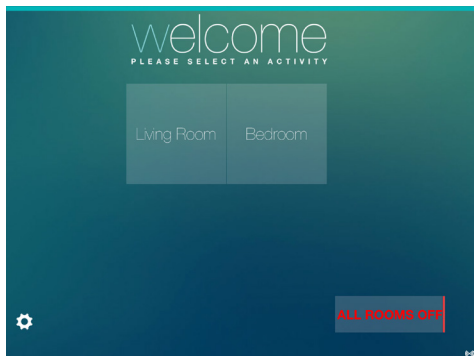 welcome
PLEASE SELECT AN ACTIVITY
Living Room
Bedroom
ALL ROOMS OFF